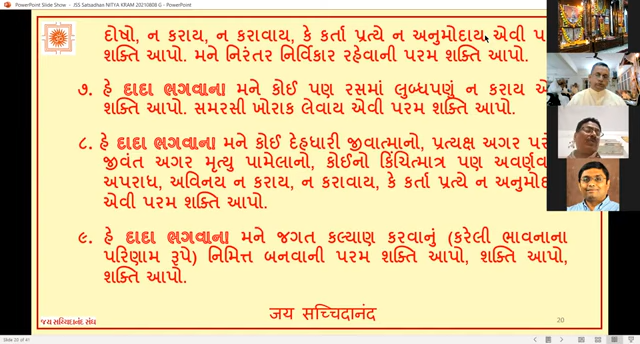 PowerPoint Slide Show - JSS Satsadhan NITYA KRAM 20210808 G - PowerPoint
દોષો, ન કરાય, ન કરાવાય, કે કર્તા પ્રત્યે ન અનુમોદાય એવી
શક્તિ આપો. મને નિરંતર નિર્વિકાર રહેવાની પરમ શક્તિ આપો.
૭. હે દાદા ભગવાના મને કોઈ પણ રસમાં લુબ્ધપણું ન કરાય
શક્તિ આપો. સમરસી ખોરાક લેવાય એવી પરમ શક્તિ આપો.
૮. હે દાદા ભગવાના મને કોઈ દેહધારી જીવાત્માનો, પ્રત્યક્ષ અગર
જીવંત અગર મૃત્યુ પામેલાનો, કોઈનો કિંચિત્માત્ર પણ
અપરાધ, અવિનય ન કરાય, ન કરાવાય, કે કર્તા પ્રત્યે ન
એવી પરમ શક્તિ આપો.
૯. હે દાદા ભગવાના મને જગત કલ્યાણ કરવાનું (કરેલી ભાવનાના
પરિણામ રૂપે) નિમિત્ત બનવાની પરમ શક્તિ આપો, શક્તિ આપો,
શક્તિ આપો.
જય સચ્ચિદાનંદ
20
જય સચ્ચિદાનંદ સંઘ
Slide 20 of 41